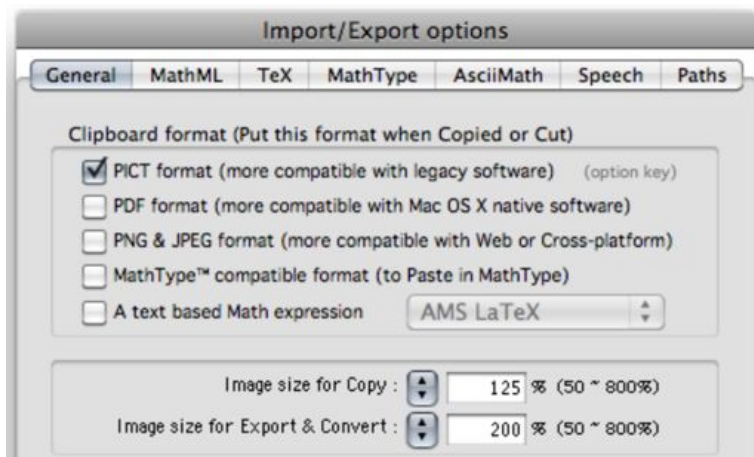 Import/Export options
General MathML TeX MathType AsciiMath Speech Paths
Clipboard format (Put this format when Copied or Cut)
PICT format (more compatible with legacy software) (option key)
PDF format (more compatible with Mac OS X native software)
PNG & JPEG format (more compatible with Web or Cross-platform)
MathType™ compatible format (to Paste in MathType)
A text based Math expression AMS LaTeX
Image size for Copy : 125 % (50 ~ 800%)
Image size for Export & Convert : 200 % (50 ~ 800%)